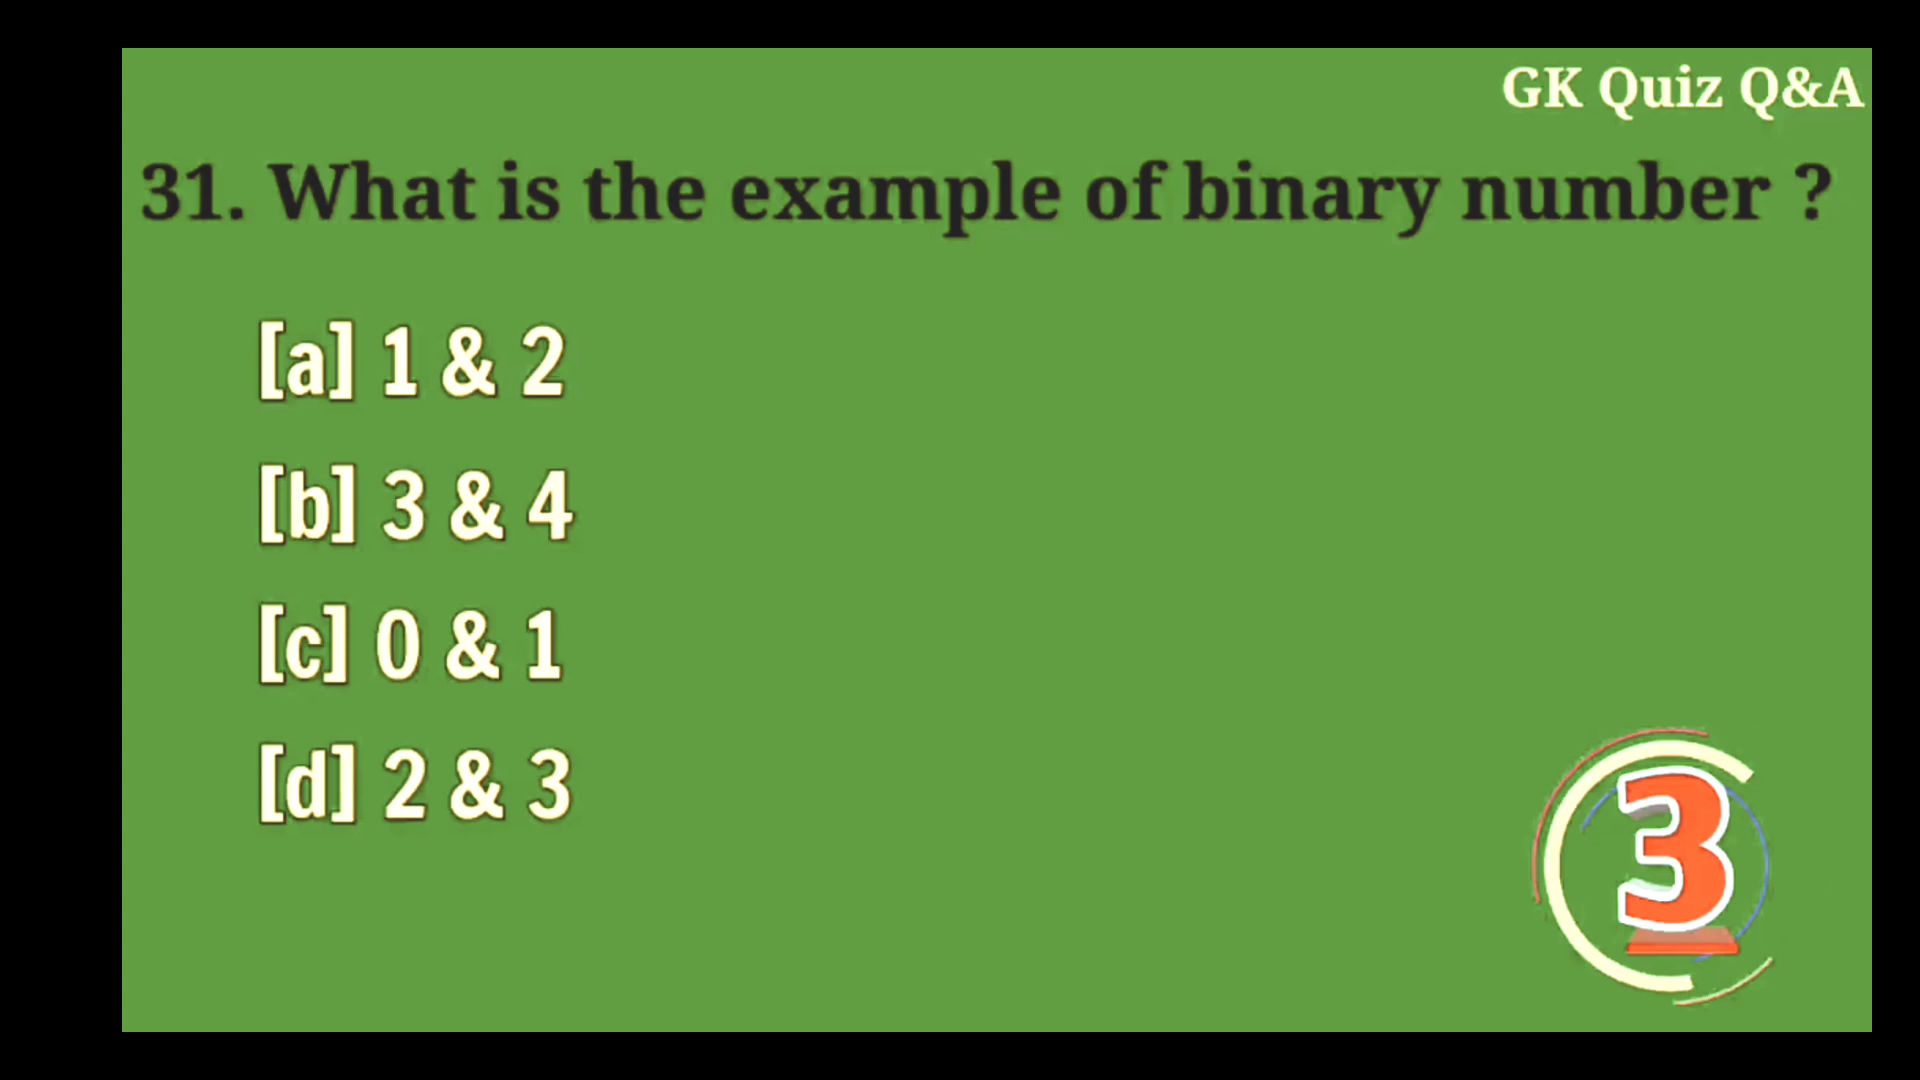 GK Quiz Q&A
31. What is the example of binary number ?
[a] 1 & 2
[b] 3 & 4
[c] 0 & 1
[d] 2 & 3
3